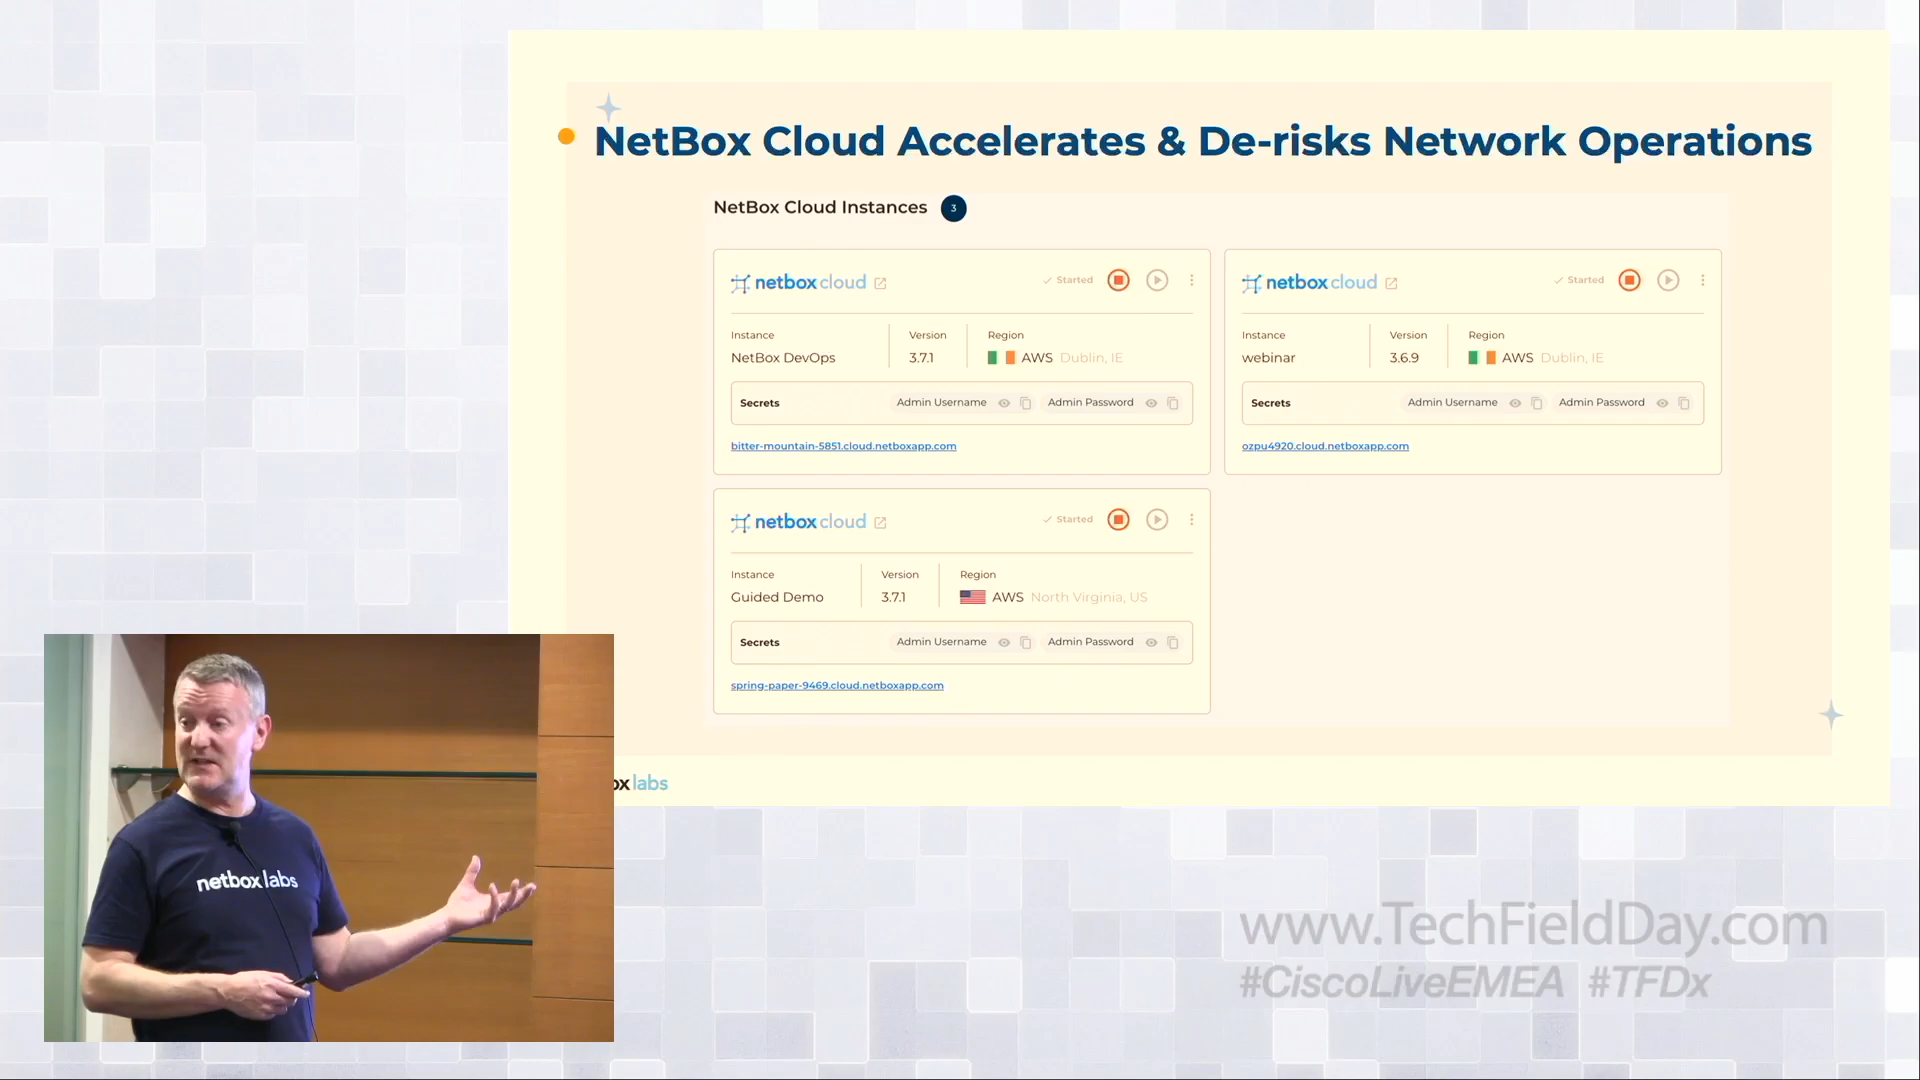 NetBox Cloud Accelerates & De-risks Network Operations
NetBox Cloud Instances 3
netbox cloud
Started
Instance Version Region
NetBox DevOps 3.7.1 AWS Dublin, IE
Secrets Admin Username Admin Password
bitter-mountain-5851.cloud.netboxapp.com
netbox cloud
Started
Instance Version Region
webinar 3.6.9 AWS Dublin, IE
Secrets Admin Username Admin Password
ozpu4920.cloud.netboxapp.com
netbox cloud
Started
Instance Version Region
Guided Demo 3.7.1 AWS North Virginia, US
Secrets Admin Username Admin Password
spring-paper-9469.cloud.netboxapp.com
ox labs
netbox labs
www.TechFieldDay.com
#CiscoLiveEMEA #TFDx